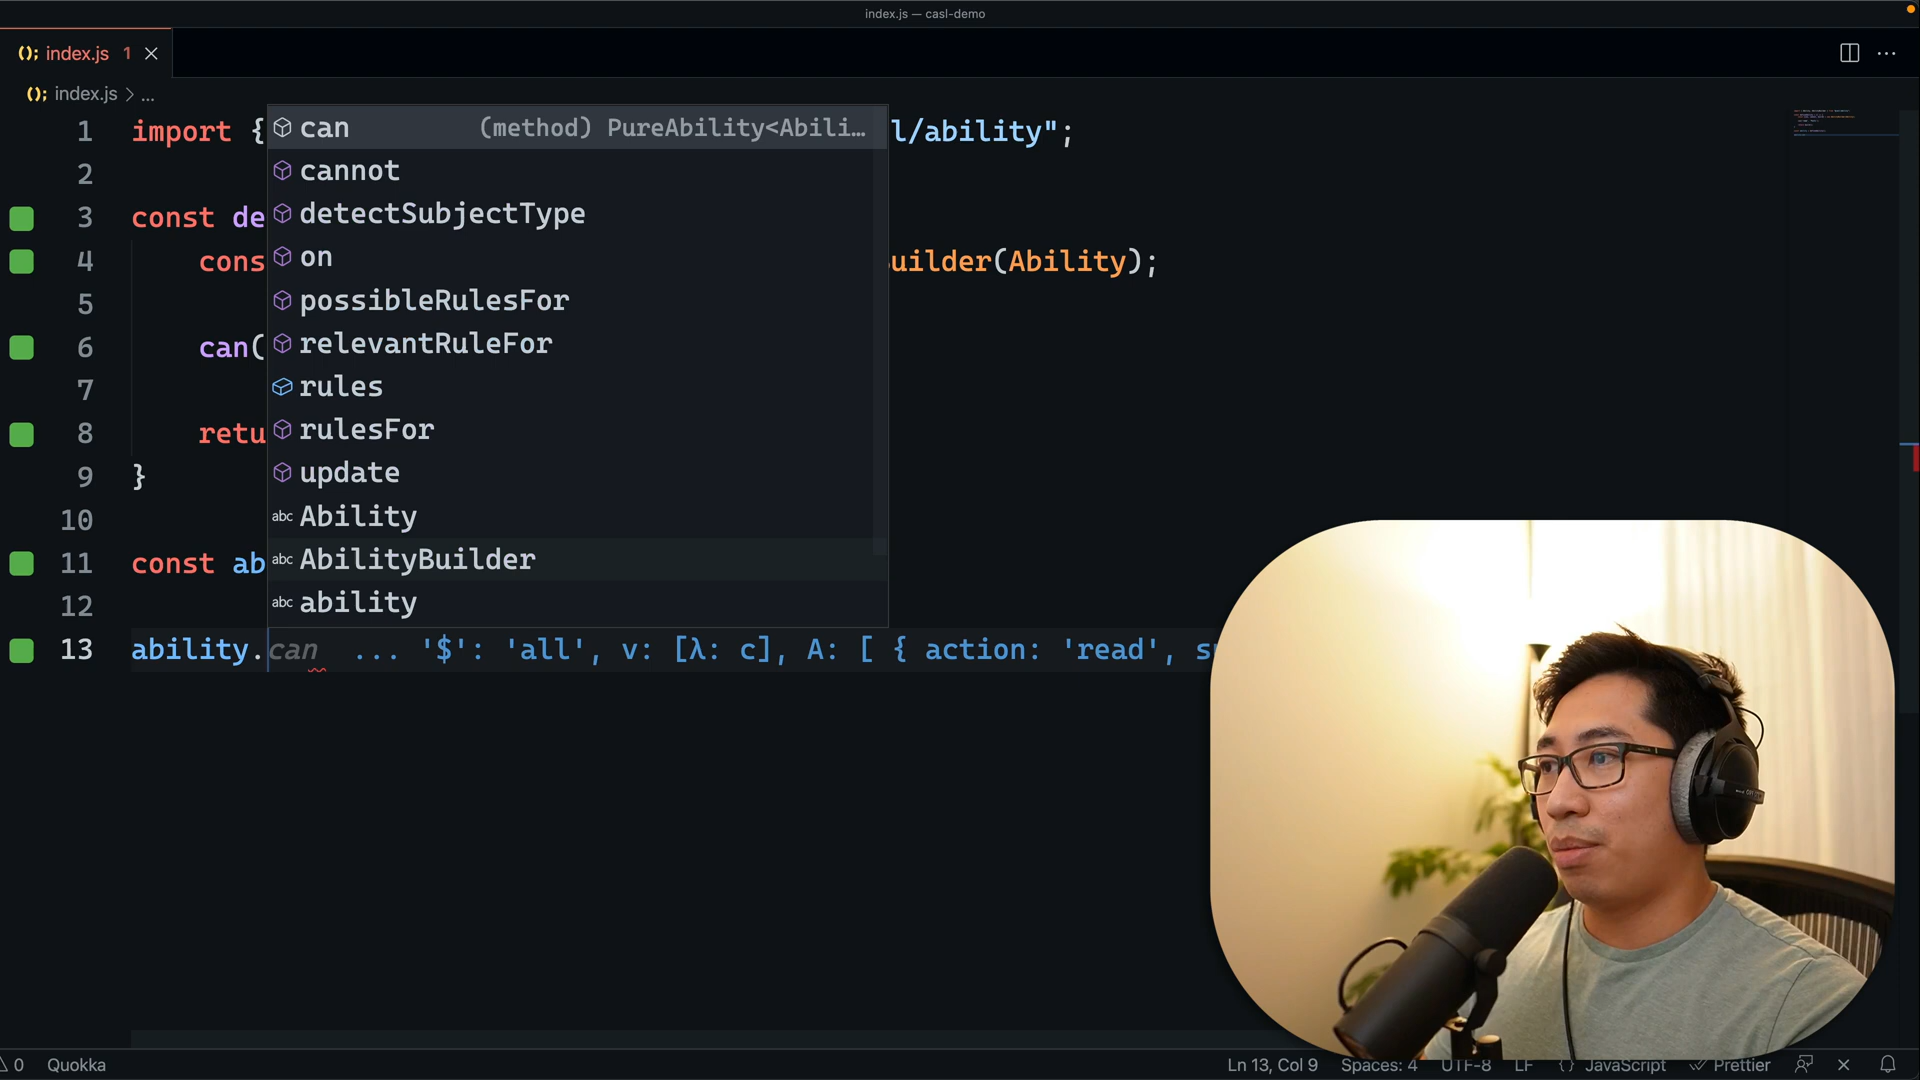 index.js — casl-demo
index.js 1
index.js > ...
1 import { l/ability";
2
3 const de
4 cons uilder(Ability);
5
6 can(
7
8 retu
9 }
10
11 const ab
12
13 ability.can ... '$': 'all', v: [λ: c], A: [ { action: 'read', s
can (method) PureAbility<Abili…
cannot
detectSubjectType
on
possibleRulesFor
relevantRuleFor
rules
rulesFor
update
abc Ability
abc AbilityBuilder
abc ability
0 Quokka Ln 13, Col 9 Spaces: 4 UTF-8 LF {} JavaScript Prettier